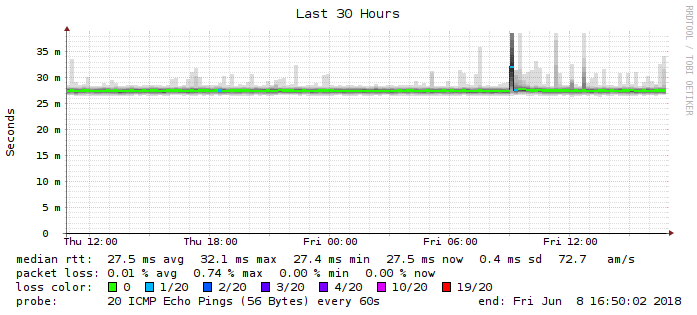 Last 30 Hours
RRDTOOL / TOBI OETIKER
Seconds
35 m
30 m
25 m
20 m
15 m
10 m
5 m
0
Thu 12:00 Thu 18:00 Fri 00:00 Fri 06:00 Fri 12:00
median rtt: 27.5 ms avg 32.1 ms max 27.4 ms min 27.5 ms now 0.4 ms sd 72.7 am/s
packet loss: 0.01 % avg 0.74 % max 0.00 % min 0.00 % now
loss color: 0 1/20 2/20 3/20 4/20 10/20 19/20
probe: 20 ICMP Echo Pings (56 Bytes) every 60s end: Fri Jun 8 16:50:02 2018